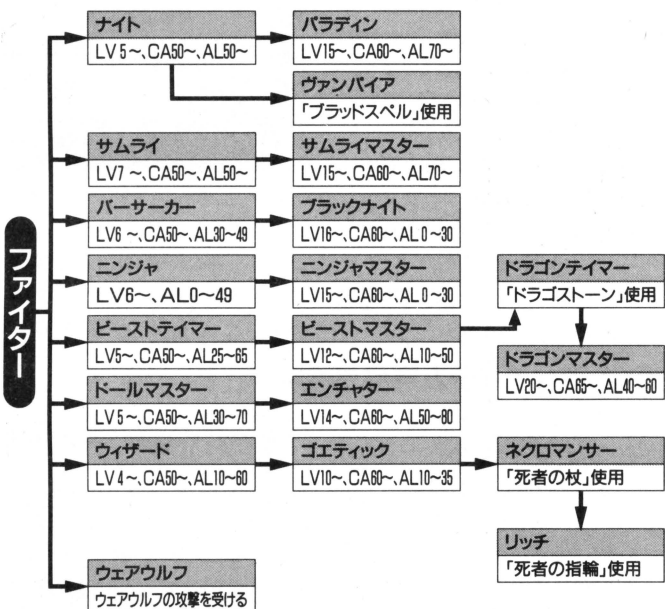 ファイター
ナイト
LV5～、CA50～、AL50～
パラディン
LV15～、CA60～、AL70～
ヴァンパイア
「ブラッドスペル」使用
サムライ
LV7～、CA50～、AL50～
サムライマスター
LV15～、CA60～、AL70～
バーサーカー
LV6～、CA50～、AL30～49
ブラックナイト
LV16～、CA60～、AL0～30
ニンジャ
LV6～、AL0～49
ニンジャマスター
LV15～、CA60～、AL0～30
ドラゴンテイマー
「ドラゴストーン」使用
ビーストテイマー
LV5～、CA50～、AL25～65
ビーストマスター
LV12～、CA60～、AL10～50
ドラゴンマスター
LV20～、CA65～、AL40～60
ドールマスター
LV5～、CA50～、AL30～70
エンチャター
LV14～、CA60～、AL50～80
ウィザード
LV4～、CA50～、AL10～60
ゴエティック
LV10～、CA60～、AL10～35
ネクロマンサー
「死者の杖」使用
リッチ
「死者の指輪」使用
ウェアウルフ
ウェアウルフの攻撃を受ける